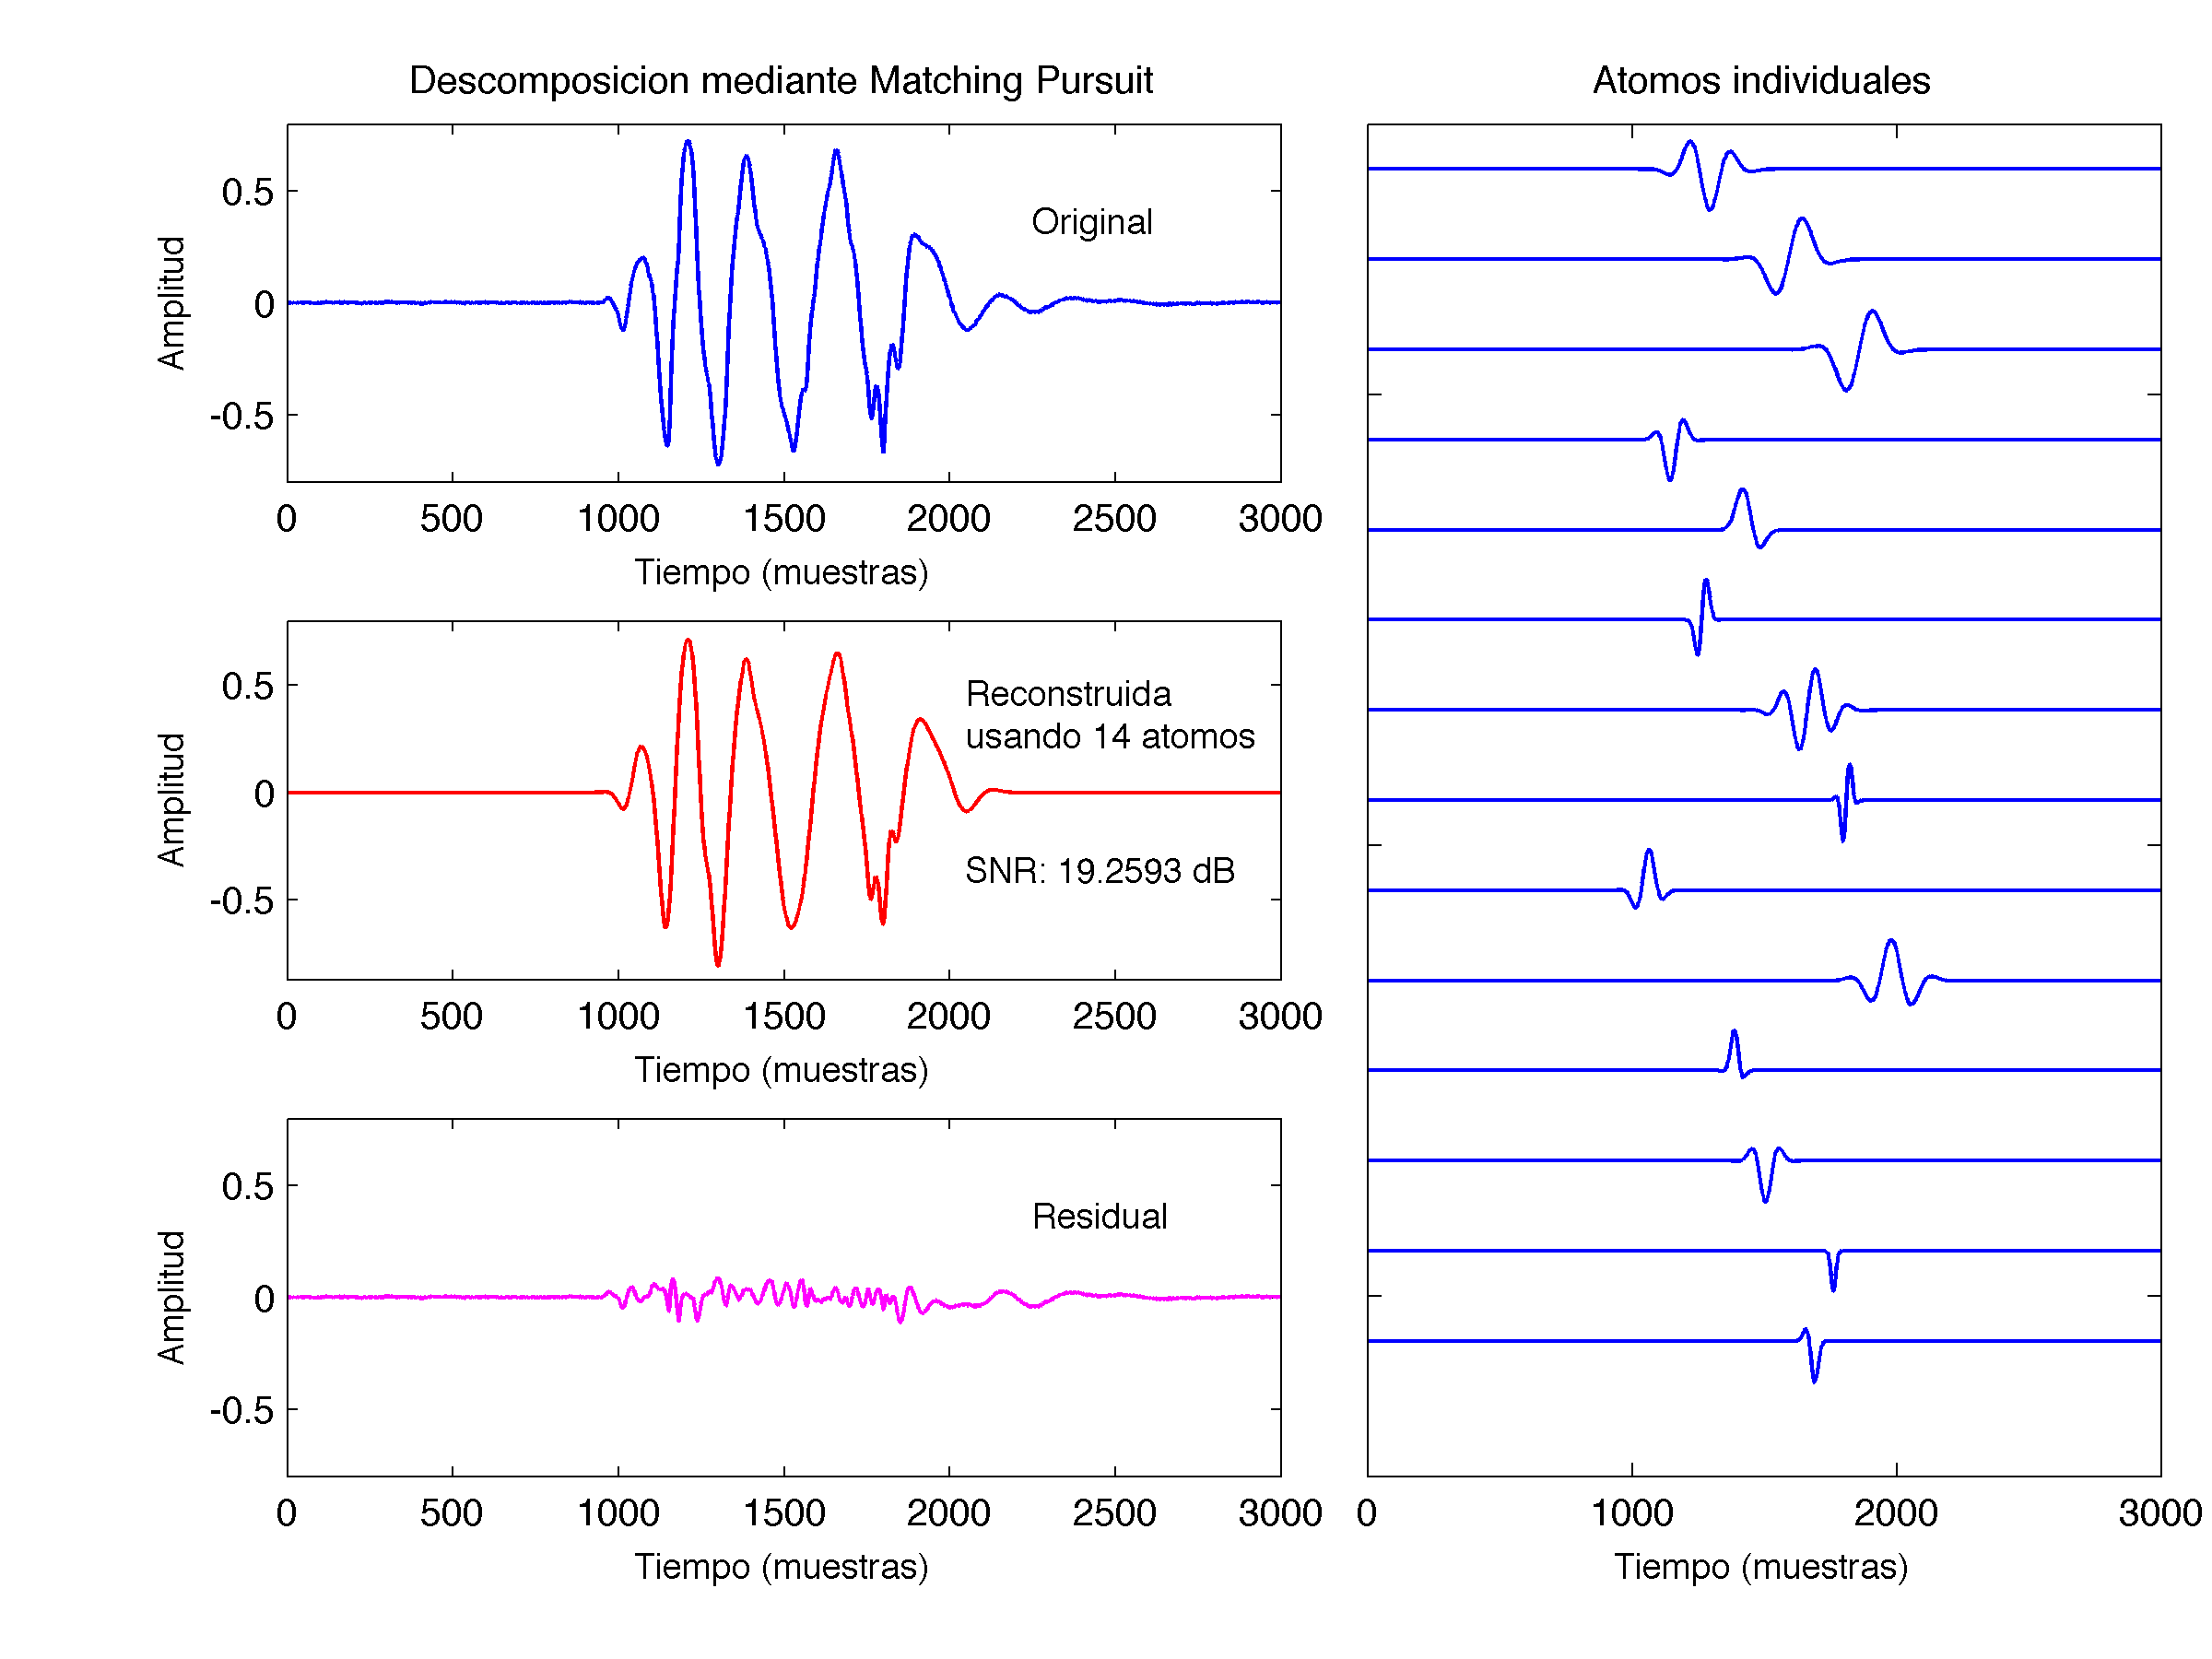 Descomposicion mediante Matching Pursuit
Amplitud
0.5
0
-0.5
Original
0 500 1000 1500 2000 2500 3000
Tiempo (muestras)
Amplitud
0.5
0
-0.5
Reconstruida
usando 14 atomos
SNR: 19.2593 dB
0 500 1000 1500 2000 2500 3000
Tiempo (muestras)
Amplitud
0.5
0
-0.5
Residual
0 500 1000 1500 2000 2500 3000
Tiempo (muestras)
Atomos individuales
0 1000 2000 3000
Tiempo (muestras)